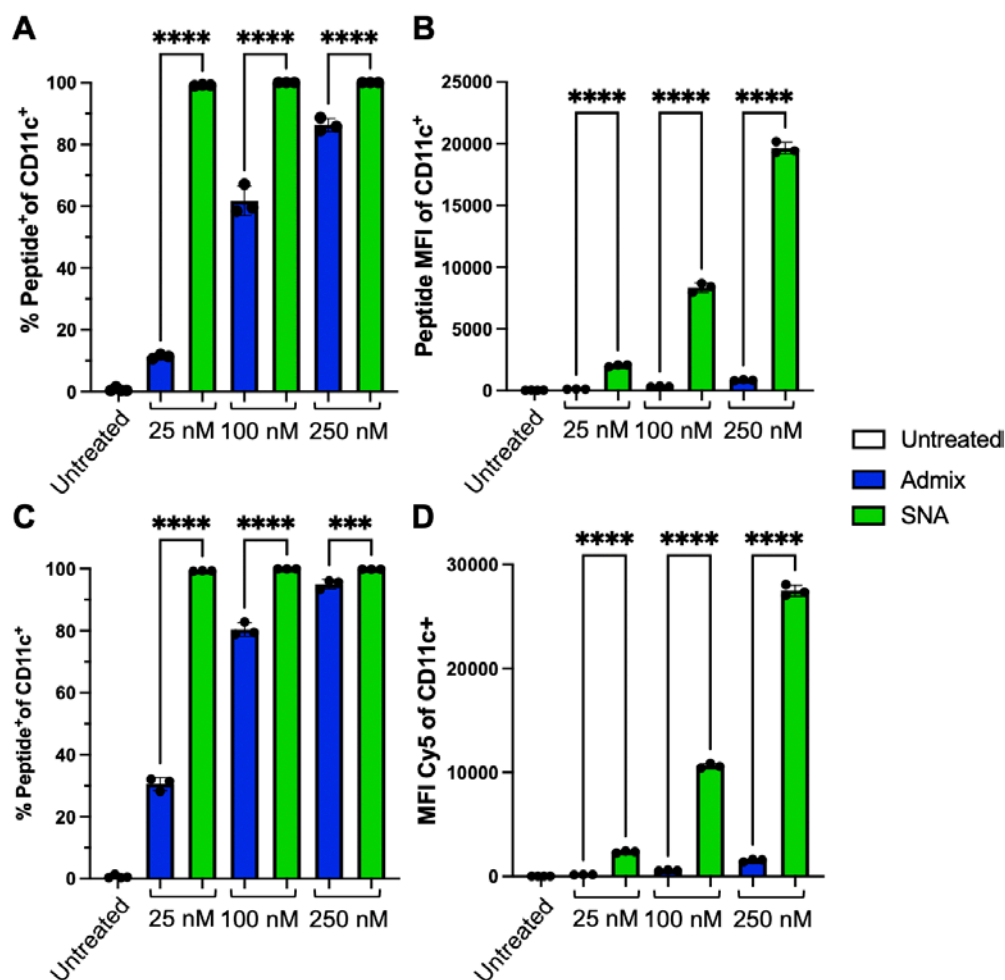 A
**** **** ****
% Peptide⁺of CD11c⁺
100
80
60
40
20
0
Untreated
25 nM 100 nM 250 nM
B
**** **** ****
Peptide MFI of CD11c⁺
25000
20000
15000
10000
5000
0
Untreated
25 nM 100 nM 250 nM
Untreated
Admix
SNA
C
**** **** ***
% Peptide⁺of CD11c⁺
100
80
60
40
20
0
Untreated
25 nM 100 nM 250 nM
D
**** **** ****
MFI Cy5 of CD11c+
30000
20000
10000
0
Untreated
25 nM 100 nM 250 nM